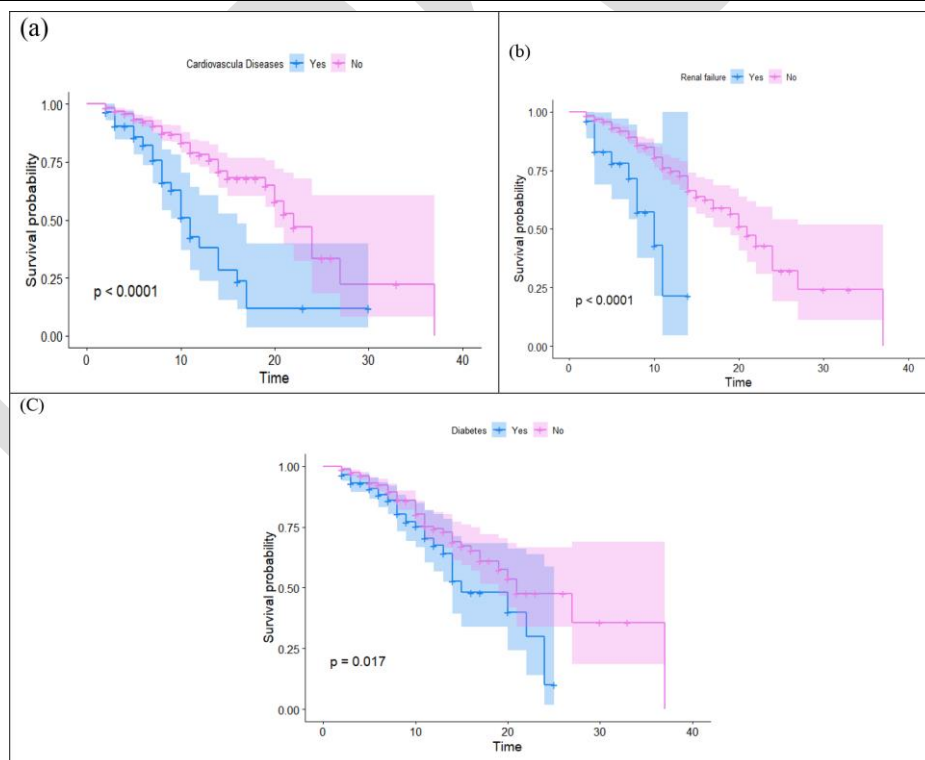 (a)
Cardiovascula Diseases Yes No
1.00
0.75
0.50
0.25
0.00
Survival probability
p < 0.0001
0 10 20 30 40
Time
(b)
Renal failure Yes No
1.00
0.75
0.50
0.25
0.00
Survival probability
p < 0.0001
0 10 20 30 40
Time
(C)
Diabetes Yes No
1.00
0.75
0.50
0.25
0.00
Survival probability
p = 0.017
0 10 20 30 40
Time